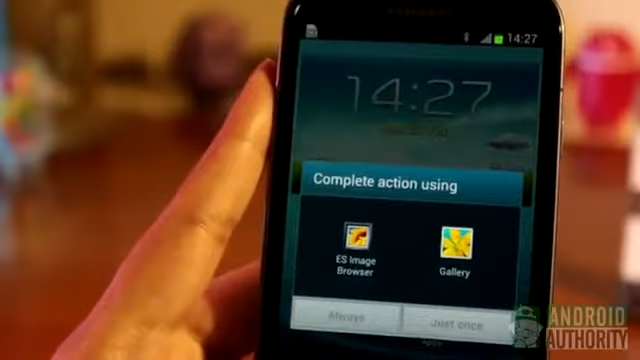 14:27
14:27
Complete action using
ES Image
Browser
Gallery
Always
Just once
ANDROID
AUTHORITY